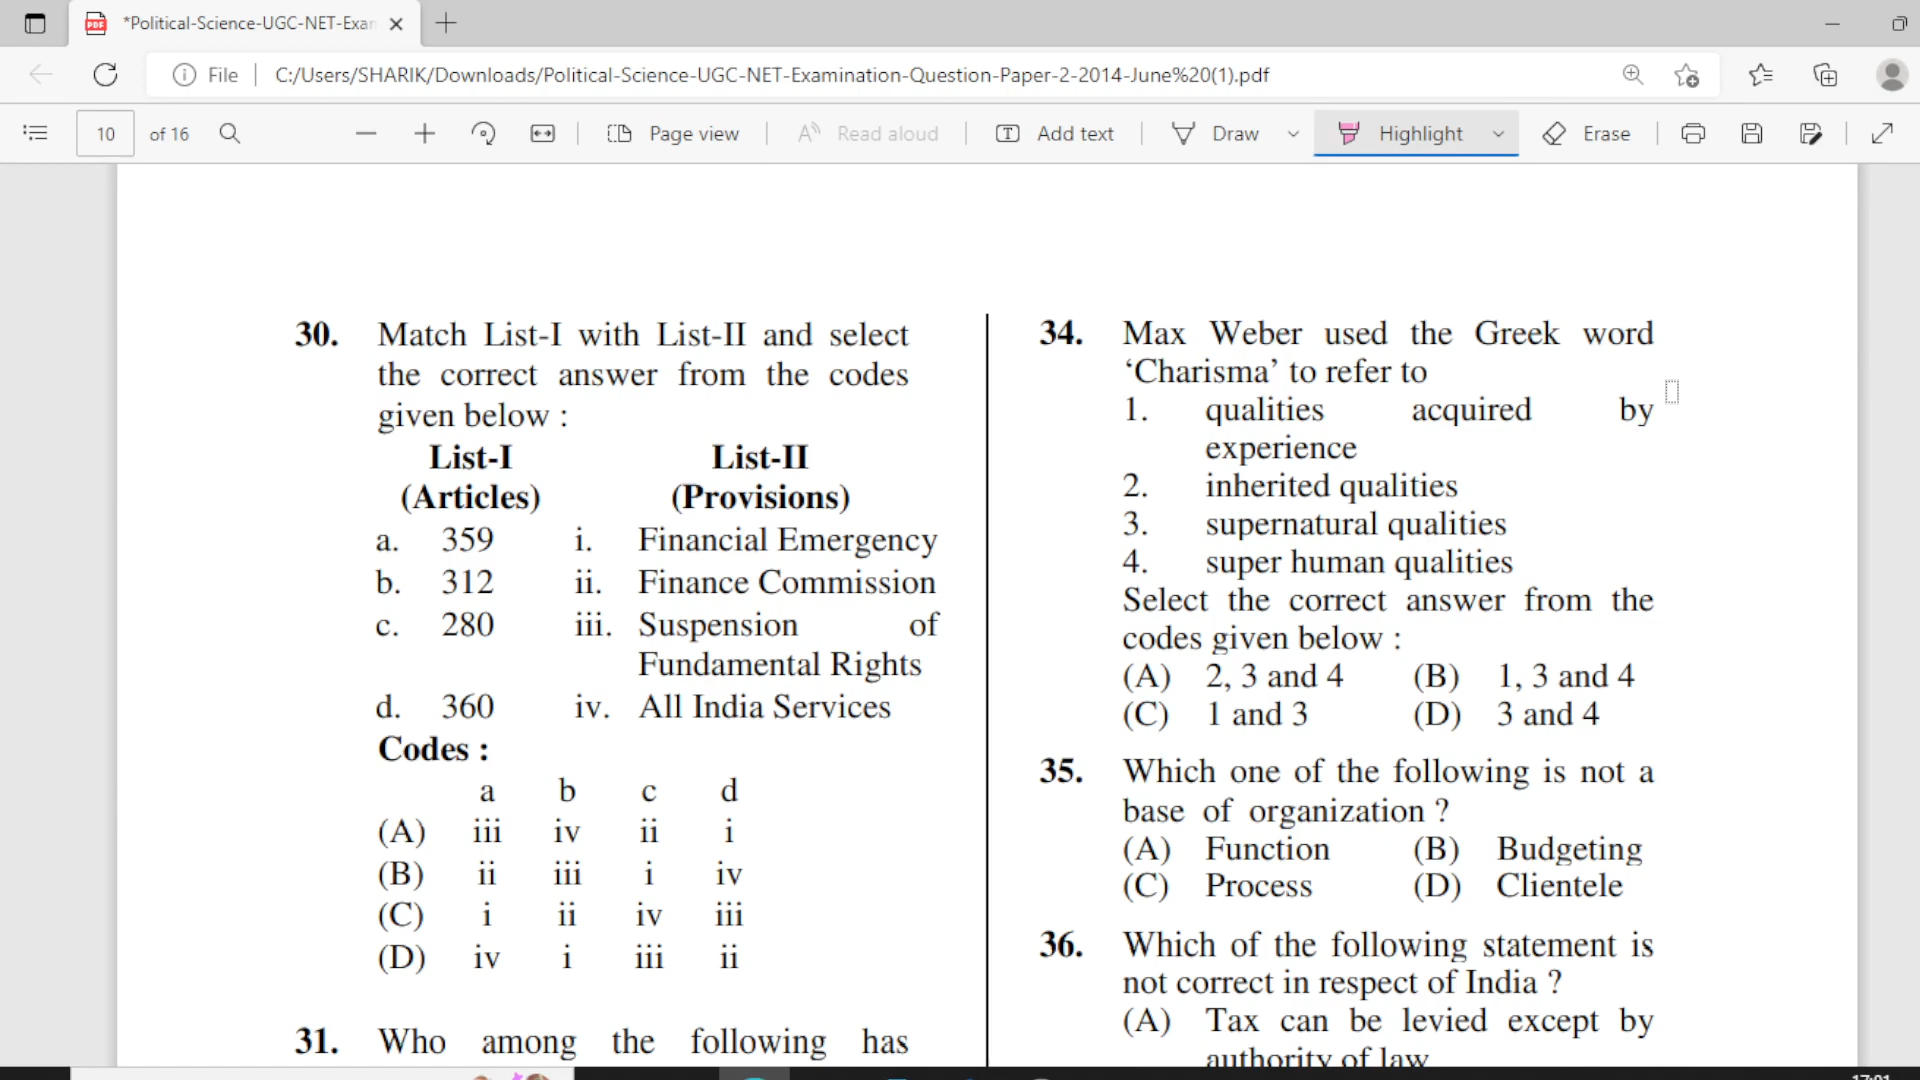 *Political-Science-UGC-NET-Exan
File
C:/Users/SHARIK/Downloads/Political-Science-UGC-NET-Examination-Question-Paper-2-2014-June%20(1).pdf
10 of 16
Page view
Read aloud
Add text
Draw
Highlight
Erase
30. Match List-I with List-II and select
the correct answer from the codes
given below :
List-I List-II
(Articles) (Provisions)
a. 359 i. Financial Emergency
b. 312 ii. Finance Commission
c. 280 iii. Suspension of
Fundamental Rights
d. 360 iv. All India Services
Codes :
a b c d
(A) iii iv ii i
(B) ii iii i iv
(C) i ii iv iii
(D) iv i iii ii
31. Who among the following has
34. Max Weber used the Greek word
‘Charisma’ to refer to
1. qualities acquired by
experience
2. inherited qualities
3. supernatural qualities
4. super human qualities
Select the correct answer from the
codes given below :
(A) 2, 3 and 4 (B) 1, 3 and 4
(C) 1 and 3 (D) 3 and 4
35. Which one of the following is not a
base of organization ?
(A) Function (B) Budgeting
(C) Process (D) Clientele
36. Which of the following statement is
not correct in respect of India ?
(A) Tax can be levied except by
authority of law